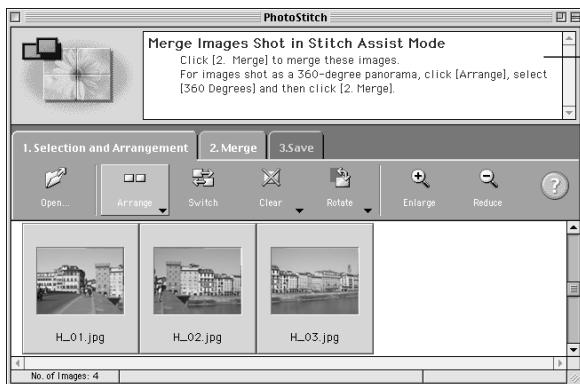 PhotoStitch
Merge Images Shot in Stitch Assist Mode
Click [2. Merge] to merge these images.
For images shot as a 360-degree panorama, click [Arrange], select
[360 Degrees] and then click [2. Merge].
1. Selection and Arrangement 2. Merge 3.Save
Open... Arrange Switch Clear Rotate Enlarge Reduce ?
H_01.jpg H_02.jpg H_03.jpg
No. of Images: 4